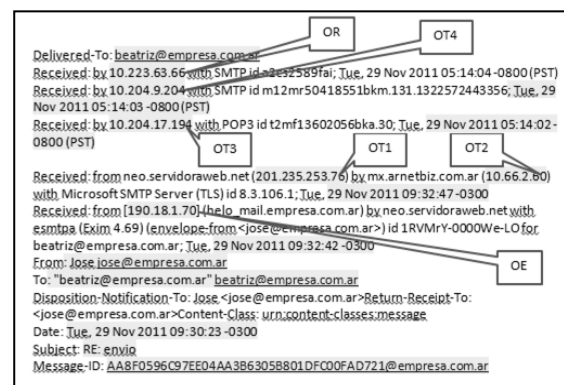 OR
OT4
Delivered-To: beatriz@empresa.com.ar
Received: by 10.223.63.66 with SMTP id a2cs2589fai; Tue, 29 Nov 2011 05:14:04 -0800 (PST)
Received: by 10.204.9.204 with SMTP id m12mr50418551bkm.131.1322572443356; Tue, 29
Nov 2011 05:14:03 -0800 (PST)
Received: by 10.204.17.194 with POP3 id t2mf13602056bka.30; Tue, 29 Nov 2011 05:14:02 -
0800 (PST)
OT3
OT1
OT2
Received: from neo.servidoraweb.net (201.235.253.76) by mx.arnetbiz.com.ar (10.66.2.60)
with Microsoft SMTP Server (TLS) id 8.3.106.1; Tue, 29 Nov 2011 09:32:47 -0300
Received: from [190.18.1.70] (helo_mail.empresa.com.ar) by neo.servidoraweb.net with
esmtpa (Exim 4.69) (envelope-from <jose@empresa.com.ar>) id 1RVMrY-0000We-LO for
beatriz@empresa.com.ar; Tue, 29 Nov 2011 09:32:42 -0300
OE
From: Jose jose@empresa.com.ar
To: "beatriz@empresa.com.ar" beatriz@empresa.com.ar
Disposition-Notification-To: Jose <jose@empresa.com.ar>Return-Receipt-To:
<jose@empresa.com.ar>Content-Class: urn:content-classes:message
Date: Tue, 29 Nov 2011 09:30:23 -0300
Subject: RE: envio
Message-ID: AA8F0596C97EE04AA3B6305B801DFC00FAD721@empresa.com.ar